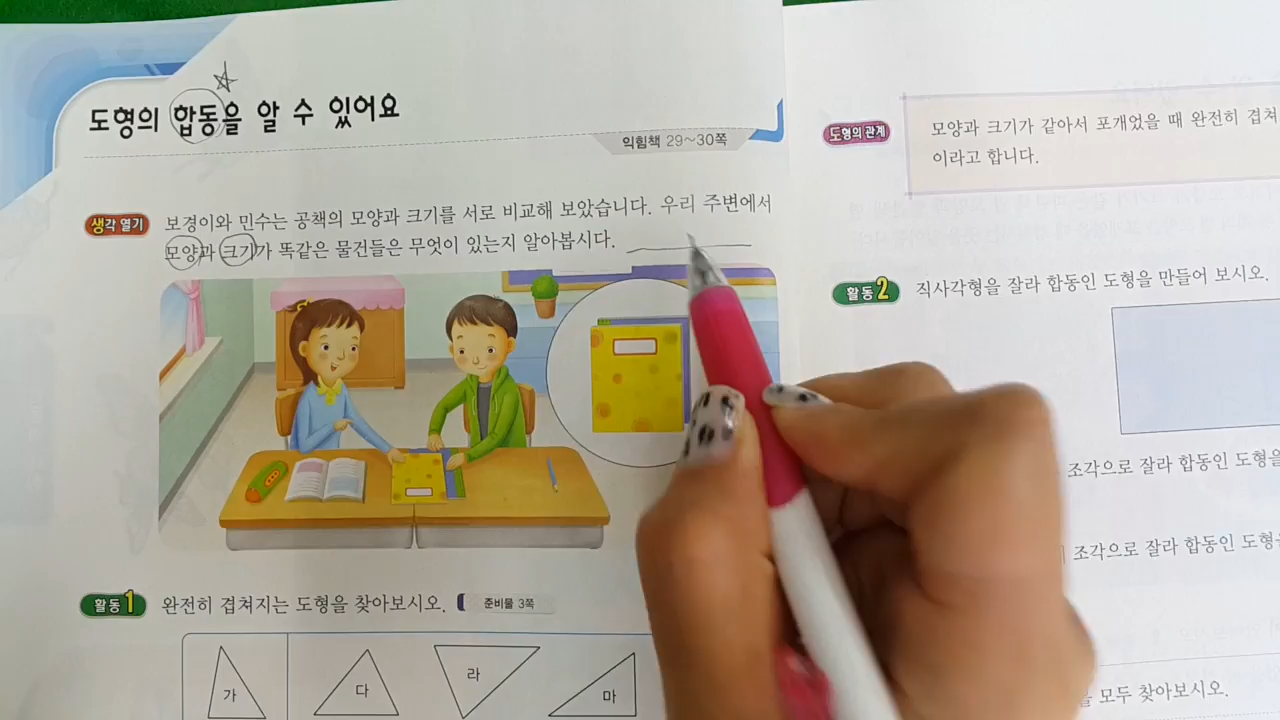 도형의 합동을 알 수 있어요
익힘책 29~30쪽
생각 열기
보경이와 민수는 공책의 모양과 크기를 서로 비교해 보았습니다. 우리 주변에서
모양과 크기가 똑같은 물건들은 무엇이 있는지 알아봅시다.
활동 1
완전히 겹쳐지는 도형을 찾아보시오.
준비물 3쪽
가
다
라
마
도형의 관계
모양과 크기가 같아서 포개었을 때 완전히 겹쳐
이라고 합니다.
활동 2
직사각형을 잘라 합동인 도형을 만들어 보시오.
조각으로 잘라 합동인 도형을
조각으로 잘라 합동인 도형을
을 모두 찾아보시오.